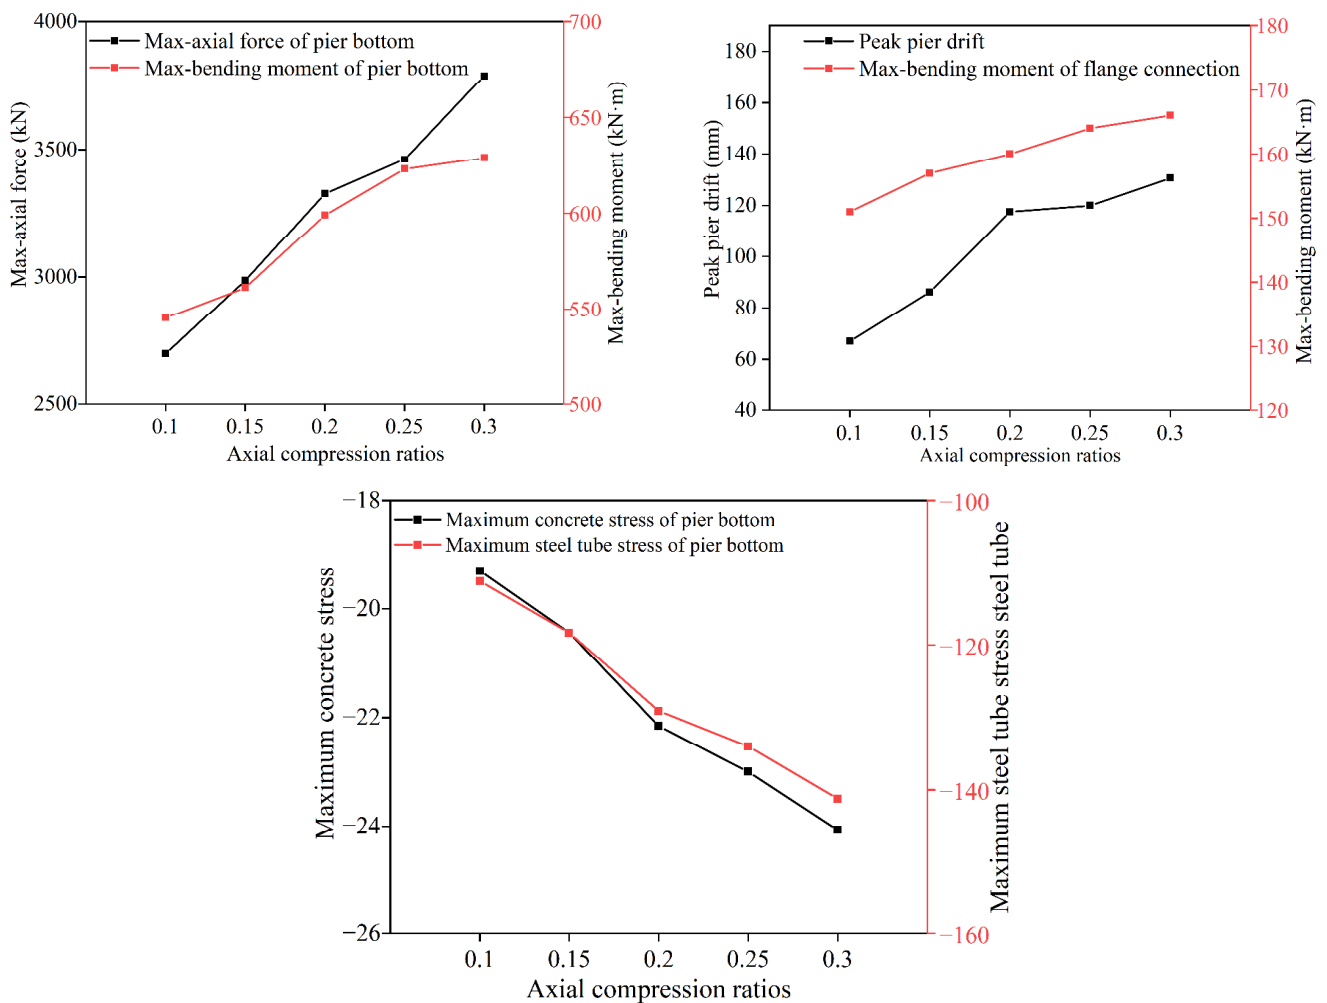 Max-axial force of pier bottom
Max-bending moment of pier bottom
Max-axial force (kN)
4000
3500
3000
2500
Max-bending moment (kN·m)
700
650
600
550
500
0.1 0.15 0.2 0.25 0.3
Axial compression ratios
Peak pier drift
Max-bending moment of flange connection
Peak pier drift (mm)
180
160
140
120
100
80
60
40
Max-bending moment (kN·m)
180
170
160
150
140
130
120
0.1 0.15 0.2 0.25 0.3
Axial compression ratios
Maximum concrete stress of pier bottom
Maximum steel tube stress of pier bottom
Maximum concrete stress
−18
−20
−22
−24
−26
Maximum steel tube stress steel tube
−100
−120
−140
−160
0.1 0.15 0.2 0.25 0.3
Axial compression ratios